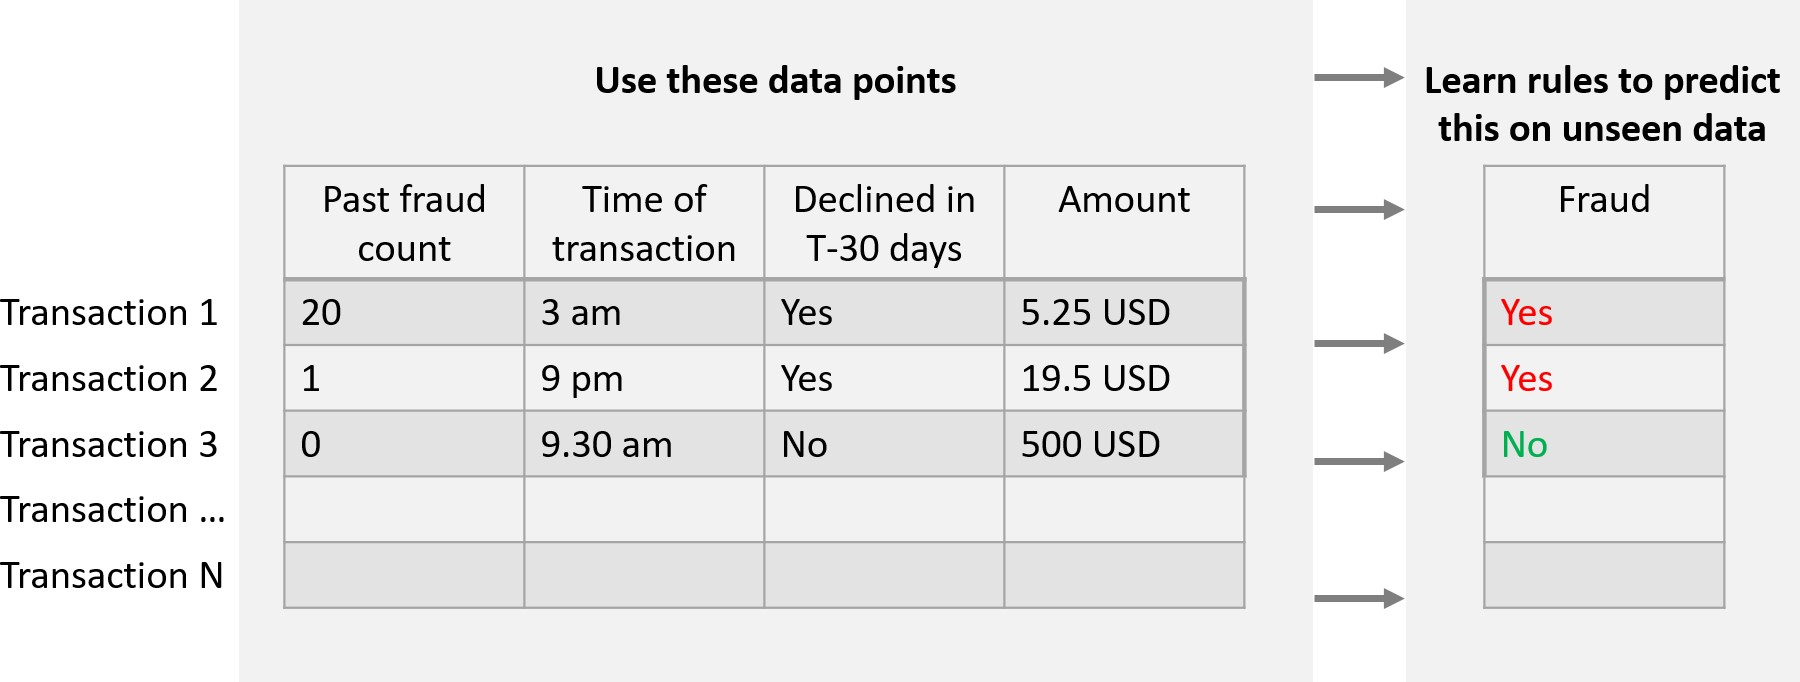 Use these data points
Learn rules to predict
this on unseen data
Past fraud
count
Time of
transaction
Declined in
T-30 days
Amount
Fraud
Transaction 1
20
3 am
Yes
5.25 USD
Yes
Transaction 2
1
9 pm
Yes
19.5 USD
Yes
Transaction 3
0
9.30 am
No
500 USD
No
Transaction ...
Transaction N